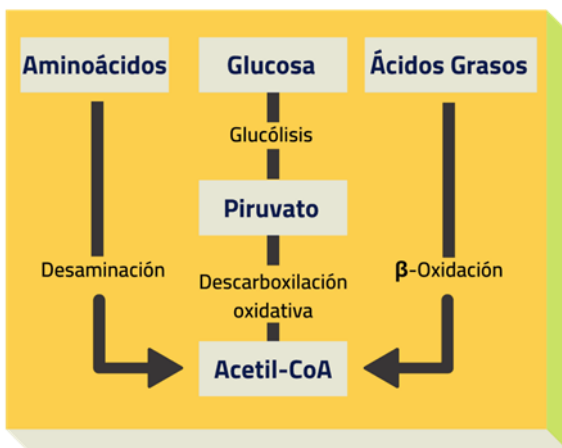 Aminoácidos
Glucosa
Ácidos Grasos
Glucólisis
Piruvato
Desaminación
Descarboxilación
oxidativa
β-Oxidación
Acetil-CoA